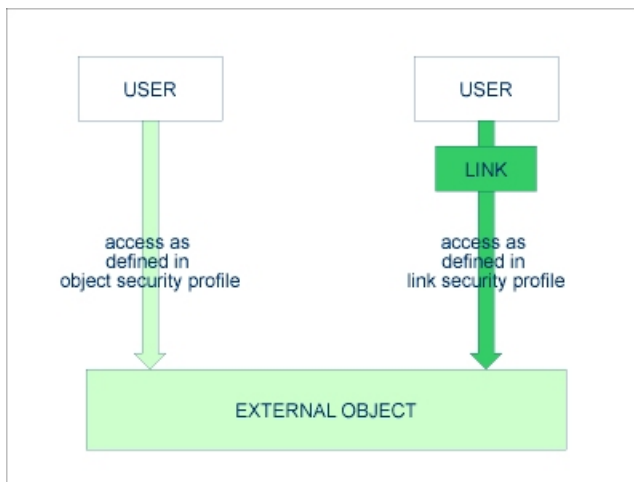 USER
USER
LINK
access as
defined in
object security profile
access as
defined in
link security profile
EXTERNAL OBJECT